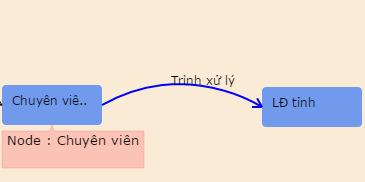 Trình xử lý
Chuyên viê..
LĐ tỉnh
Node : Chuyên viên